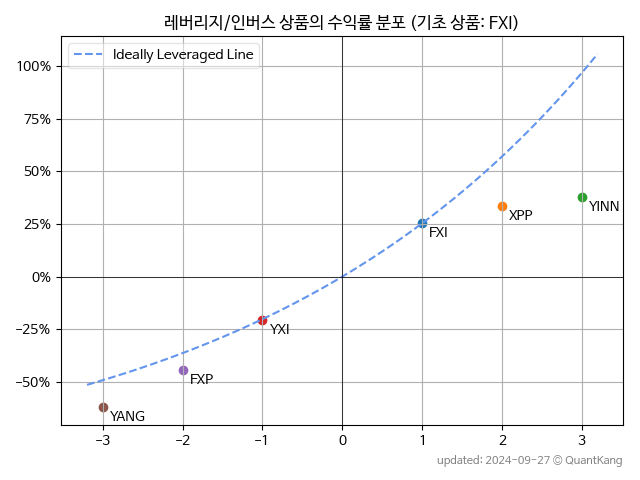 레버리지/인버스 상품의 수익률 분포 (기초 상품: FXI)
Ideally Leveraged Line
100%
75%
50%
25%
0%
−25%
−50%
YINN
XPP
FXI
YXI
FXP
YANG
−3 −2 −1 0 1 2 3
updated: 2024-09-27 © QuantKang